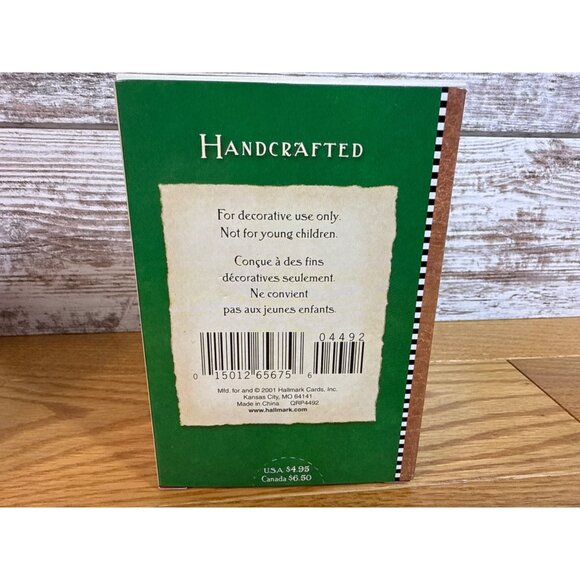 HANDCRAFTED
For decorative use only.
Not for young children.
Conçue à des fins
décoratives seulement.
Ne convient
pas aux jeunes enfants.
04492
0 15012 65675 6
Mfd. for and © 2001 Hallmark Cards, Inc.
Kansas City, MO 64141
Made in China QRP4492
www.hallmark.com
U.S.A. $4.95
Canada $6.50